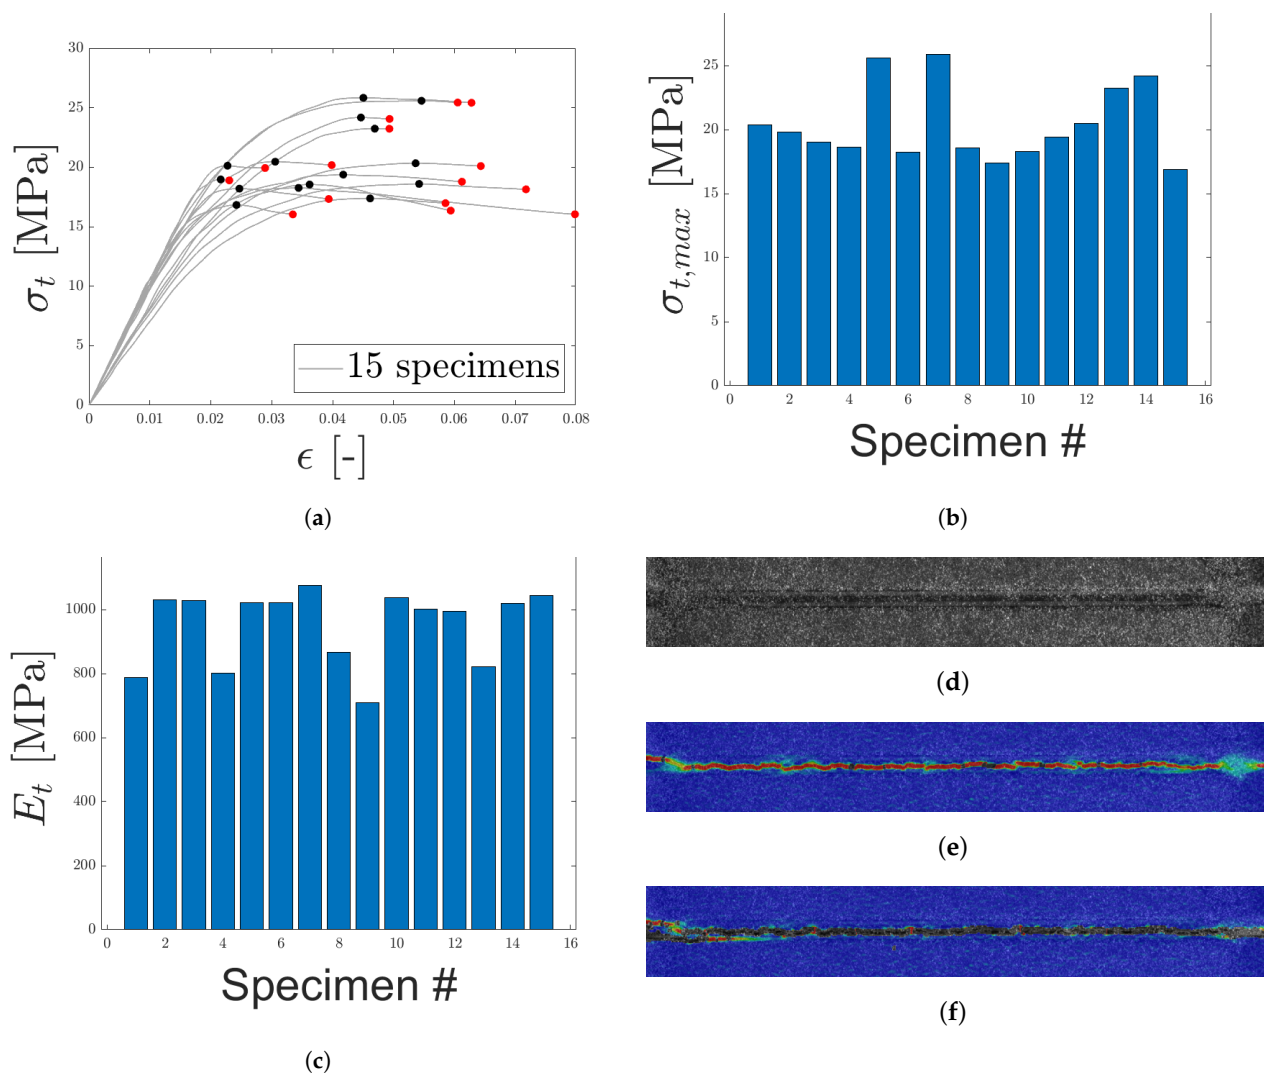 30
25
20
15
10
5
0
0 0.01 0.02 0.03 0.04 0.05 0.06 0.07 0.08
σt [MPa]
15 specimens
ϵ [-]
(a)
25
20
15
10
5
0
0 2 4 6 8 10 12 14 16
σt,max [MPa]
Specimen #
(b)
1000
800
600
400
200
0
0 2 4 6 8 10 12 14 16
Et [MPa]
Specimen #
(c)
(d)
(e)
(f)